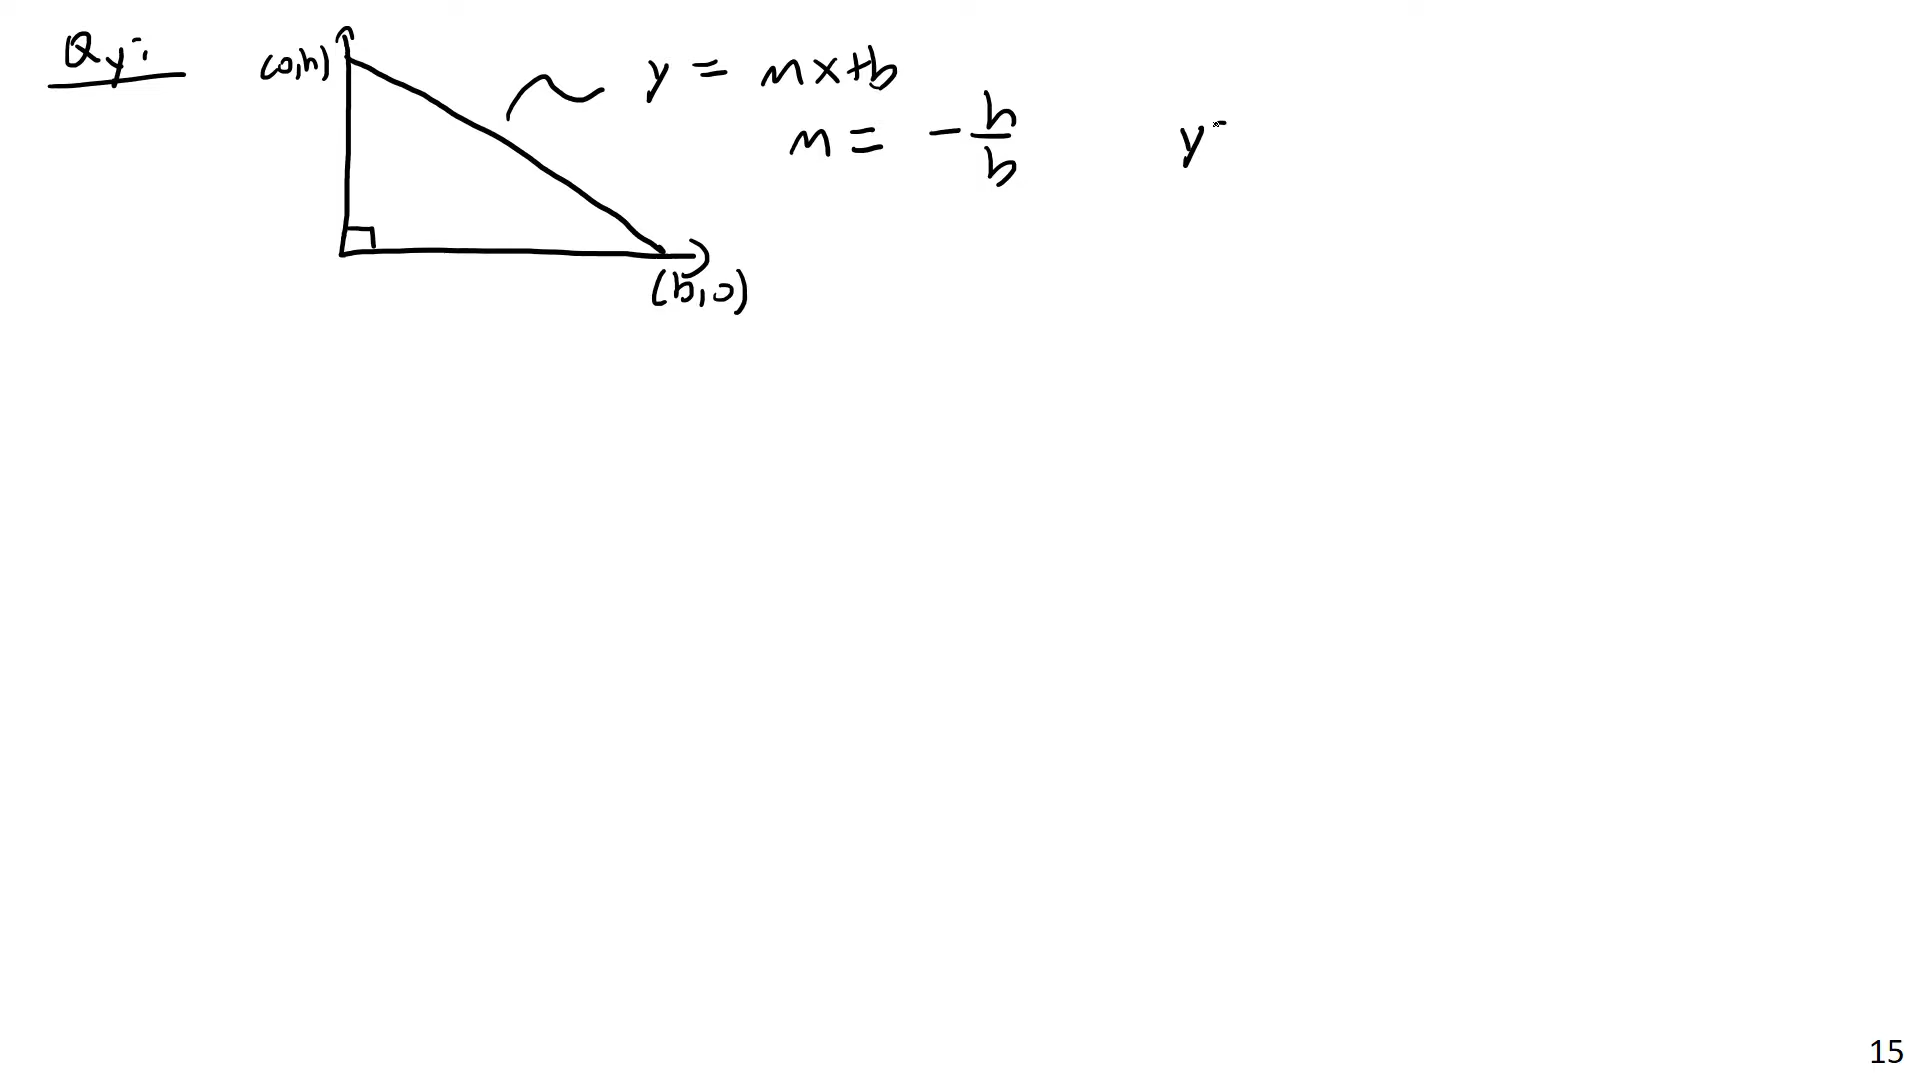 Qy:
(0,h)
y = mx+b
m = - h/b
y-
(b,0)
15